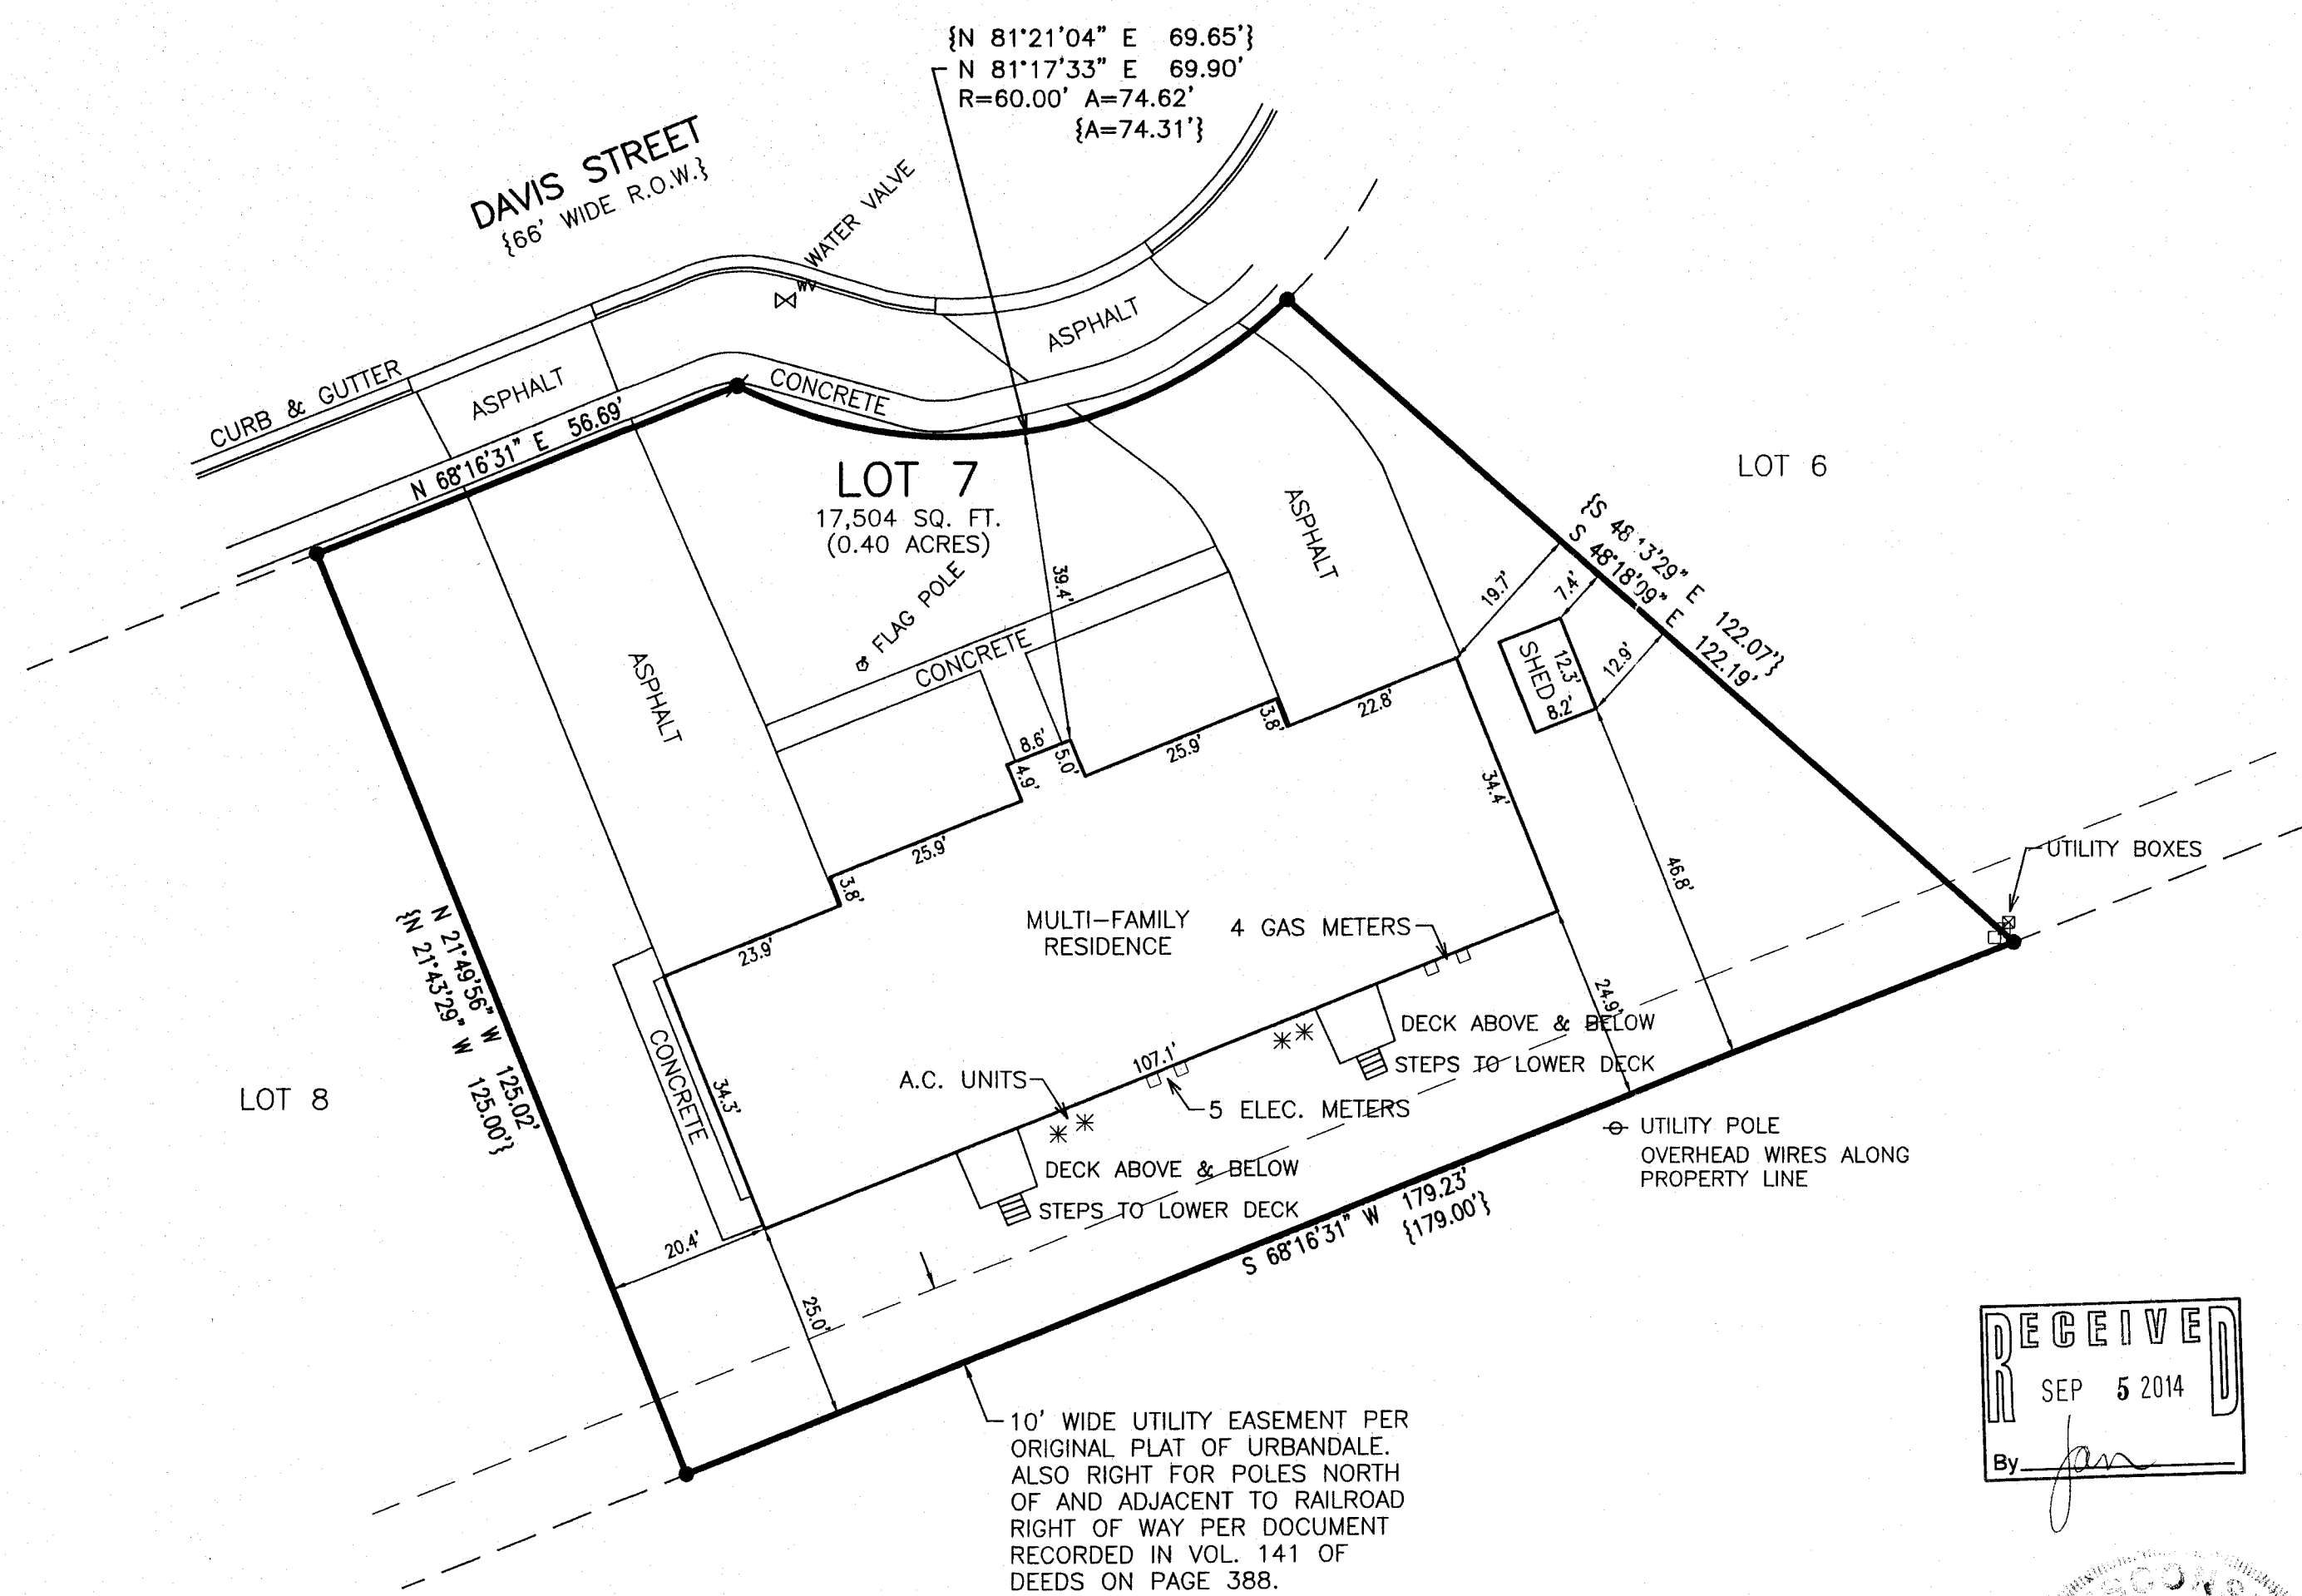 {N 81°21'04" E 69.65'}
N 81°17'33" E 69.90'
R=60.00' A=74.62'
{A=74.31'}
DAVIS STREET
{66' WIDE R.O.W.}
WATER VALVE
WV
CURB & GUTTER
ASPHALT
ASPHALT
CONCRETE
N 68°16'31" E 56.69'
LOT 7
17,504 SQ. FT.
(0.40 ACRES)
FLAG POLE
39.4'
CONCRETE
ASPHALT
ASPHALT
LOT 6
{S 48°13'29" E 122.07'}
S 48°18'09" E 122.19'
19.7'
7.4'
12.9'
SHED
12.3'
8.2'
8.6'
5.0'
4.9'
25.9'
3.8'
22.8'
34.4'
46.8'
25.9'
3.8'
23.9'
UTILITY BOXES
MULTI-FAMILY
RESIDENCE
4 GAS METERS
24.9'
N 21°49'56" W 125.02'
{N 21°43'29" W 125.00'}
LOT 8
CONCRETE
34.3'
107.1'
A.C. UNITS
5 ELEC. METERS
DECK ABOVE & BELOW
STEPS TO LOWER DECK
DECK ABOVE & BELOW
STEPS TO LOWER DECK
UTILITY POLE
OVERHEAD WIRES ALONG
PROPERTY LINE
20.4'
25.0'
S 68°16'31" W 179.23'
{179.00'}
10' WIDE UTILITY EASEMENT PER
ORIGINAL PLAT OF URBANDALE.
ALSO RIGHT FOR POLES NORTH
OF AND ADJACENT TO RAILROAD
RIGHT OF WAY PER DOCUMENT
RECORDED IN VOL. 141 OF
DEEDS ON PAGE 388.
RECEIVED
SEP 5 2014
By Jan